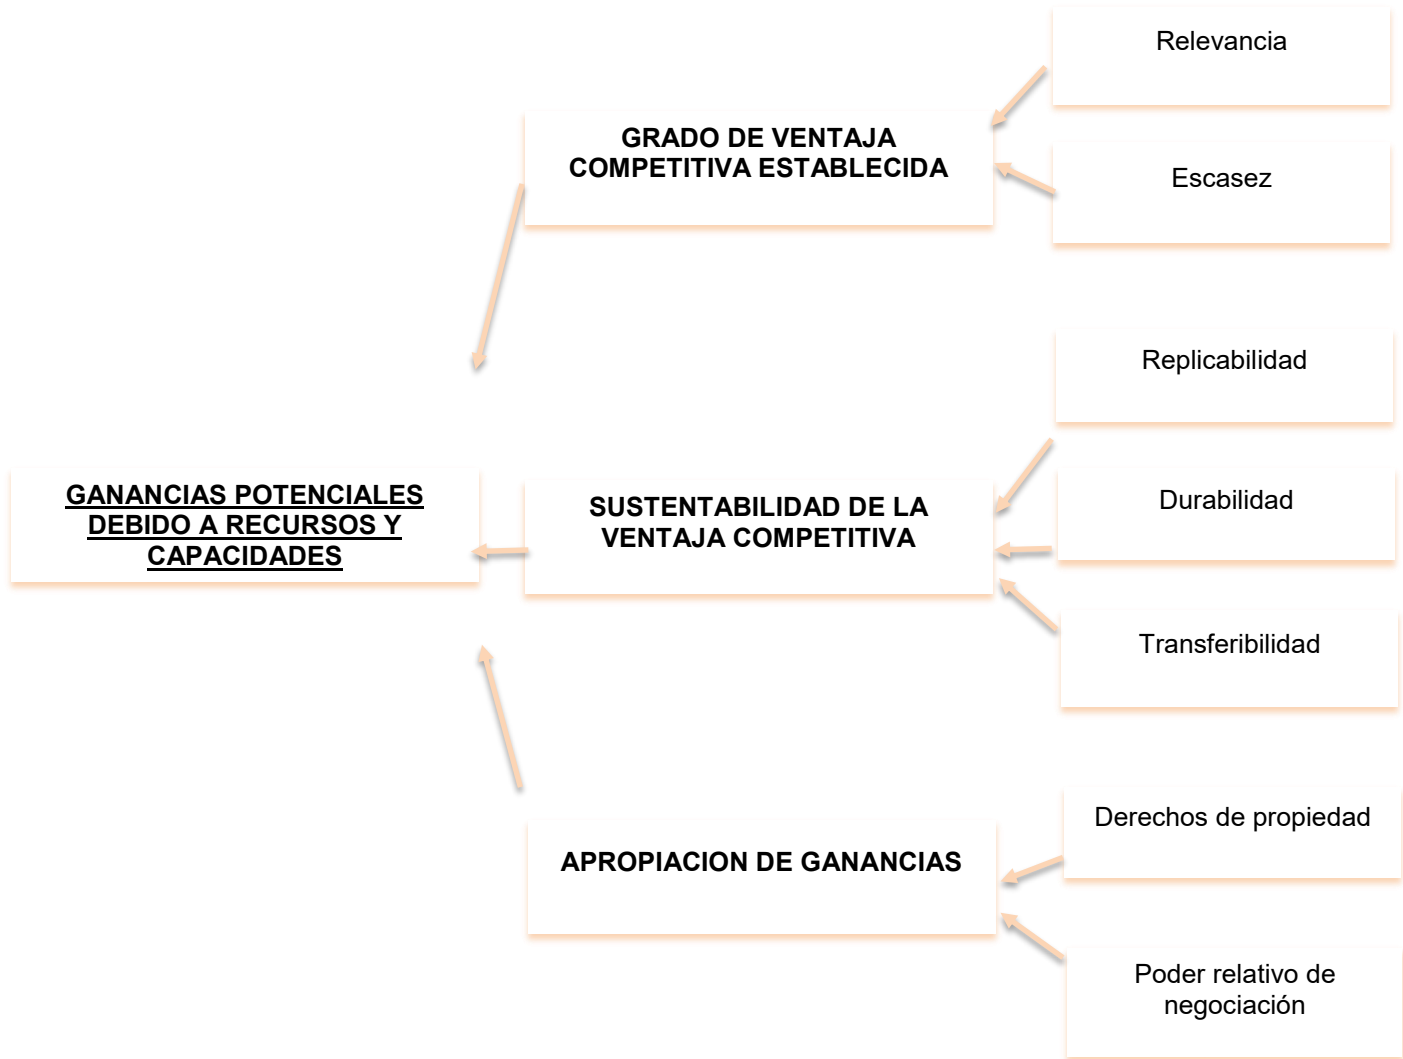 Relevancia
GRADO DE VENTAJA
COMPETITIVA ESTABLECIDA
Escasez
Replicabilidad
GANANCIAS POTENCIALES
DEBIDO A RECURSOS Y
CAPACIDADES
SUSTENTABILIDAD DE LA
VENTAJA COMPETITIVA
Durabilidad
Transferibilidad
Derechos de propiedad
APROPIACION DE GANANCIAS
Poder relativo de
negociación